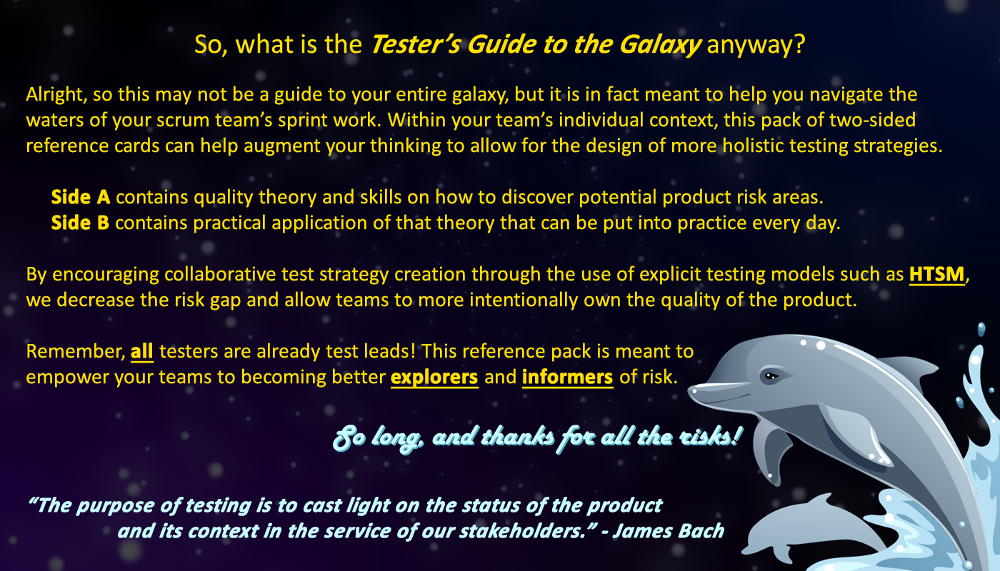 So, what is the Tester’s Guide to the Galaxy anyway?
Alright, so this may not be a guide to your entire galaxy, but it is in fact meant to help you navigate the
waters of your scrum team’s sprint work. Within your team’s individual context, this pack of two-sided
reference cards can help augment your thinking to allow for the design of more holistic testing strategies.
Side A contains quality theory and skills on how to discover potential product risk areas.
Side B contains practical application of that theory that can be put into practice every day.
By encouraging collaborative test strategy creation through the use of explicit testing models such as HTSM,
we decrease the risk gap and allow teams to more intentionally own the quality of the product.
Remember, all testers are already test leads! This reference pack is meant to
empower your teams to becoming better explorers and informers of risk.
So long, and thanks for all the risks!
“The purpose of testing is to cast light on the status of the product
and its context in the service of our stakeholders.” - James Bach